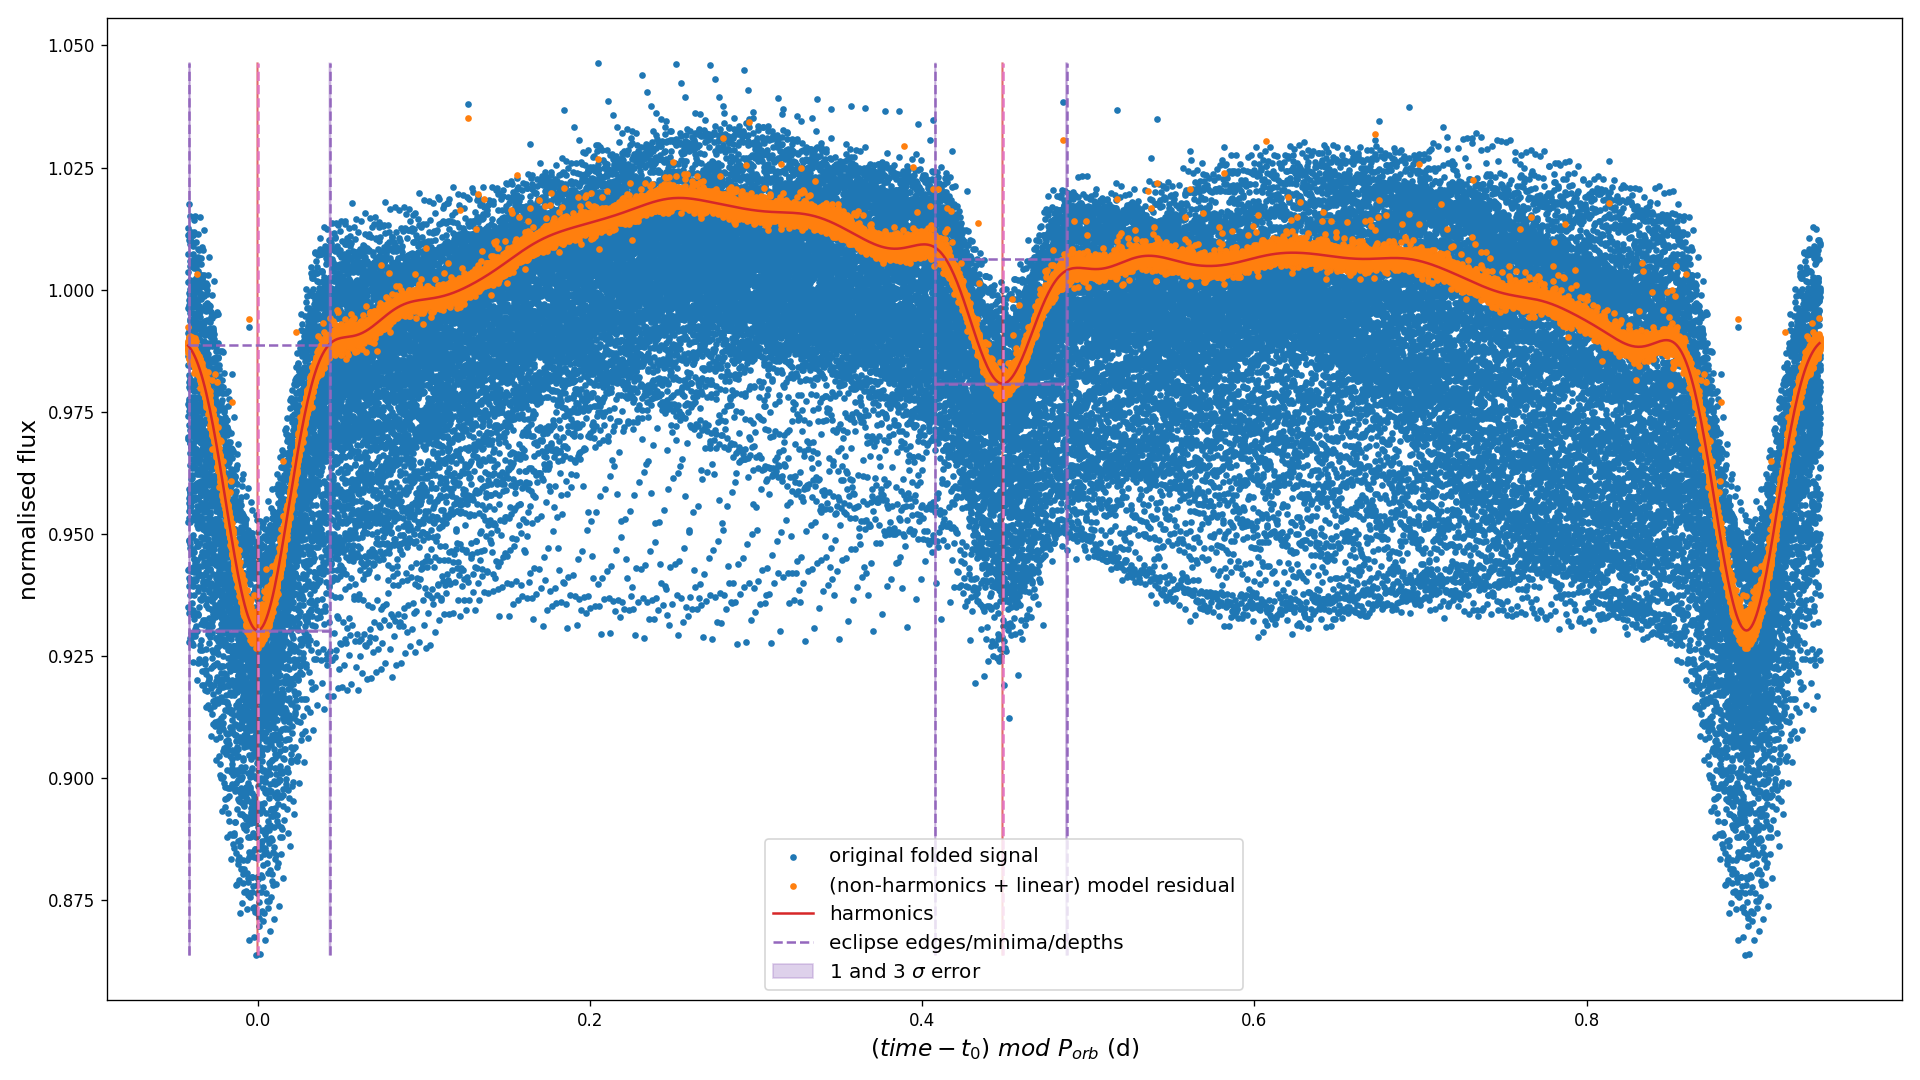 1.050
1.025
1.000
0.975
0.950
0.925
0.900
0.875
normalised flux
original folded signal
(non-harmonics + linear) model residual
harmonics
eclipse edges/minima/depths
1 and 3 σ error
0.0 0.2 0.4 0.6 0.8
(time − t₀) mod Pₒᵣᵦ (d)